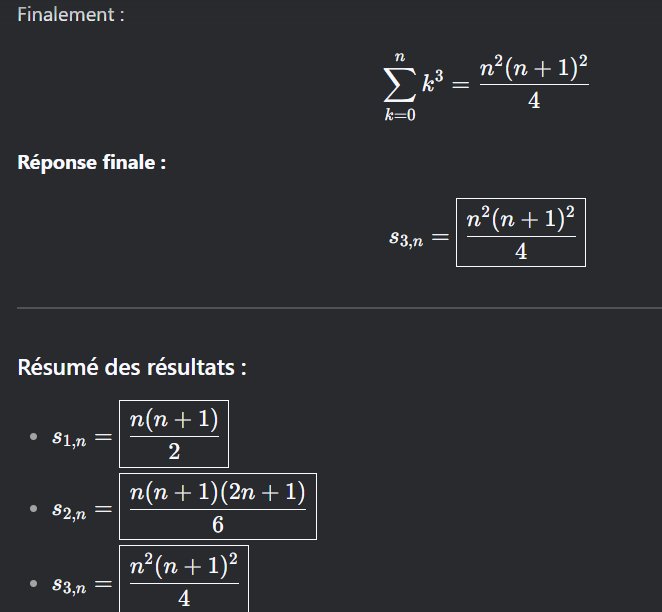 Finalement :
$$\sum_{k=0}^{n} k^3 = \frac{n^2(n+1)^2}{4}$$
Réponse finale :
$$s_{3,n} = \boxed{\frac{n^2(n+1)^2}{4}}$$
Résumé des résultats :
• $s_{1,n} = \boxed{\frac{n(n+1)}{2}}$
• $s_{2,n} = \boxed{\frac{n(n+1)(2n+1)}{6}}$
• $s_{3,n} = \boxed{\frac{n^2(n+1)^2}{4}}$